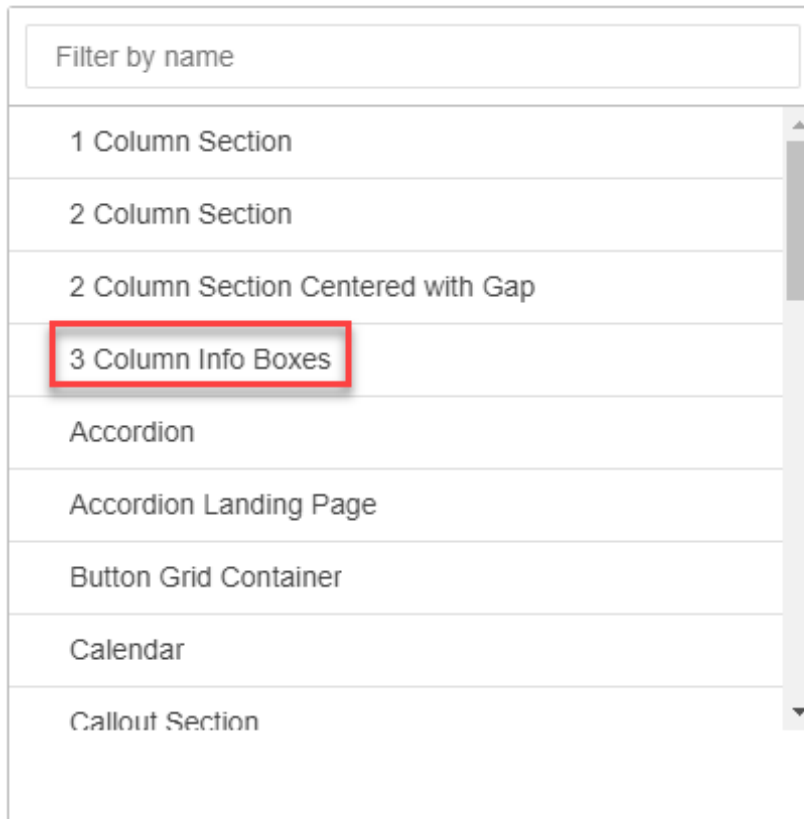 Filter by name
1 Column Section
2 Column Section
2 Column Section Centered with Gap
3 Column Info Boxes
Accordion
Accordion Landing Page
Button Grid Container
Calendar
Callout Section